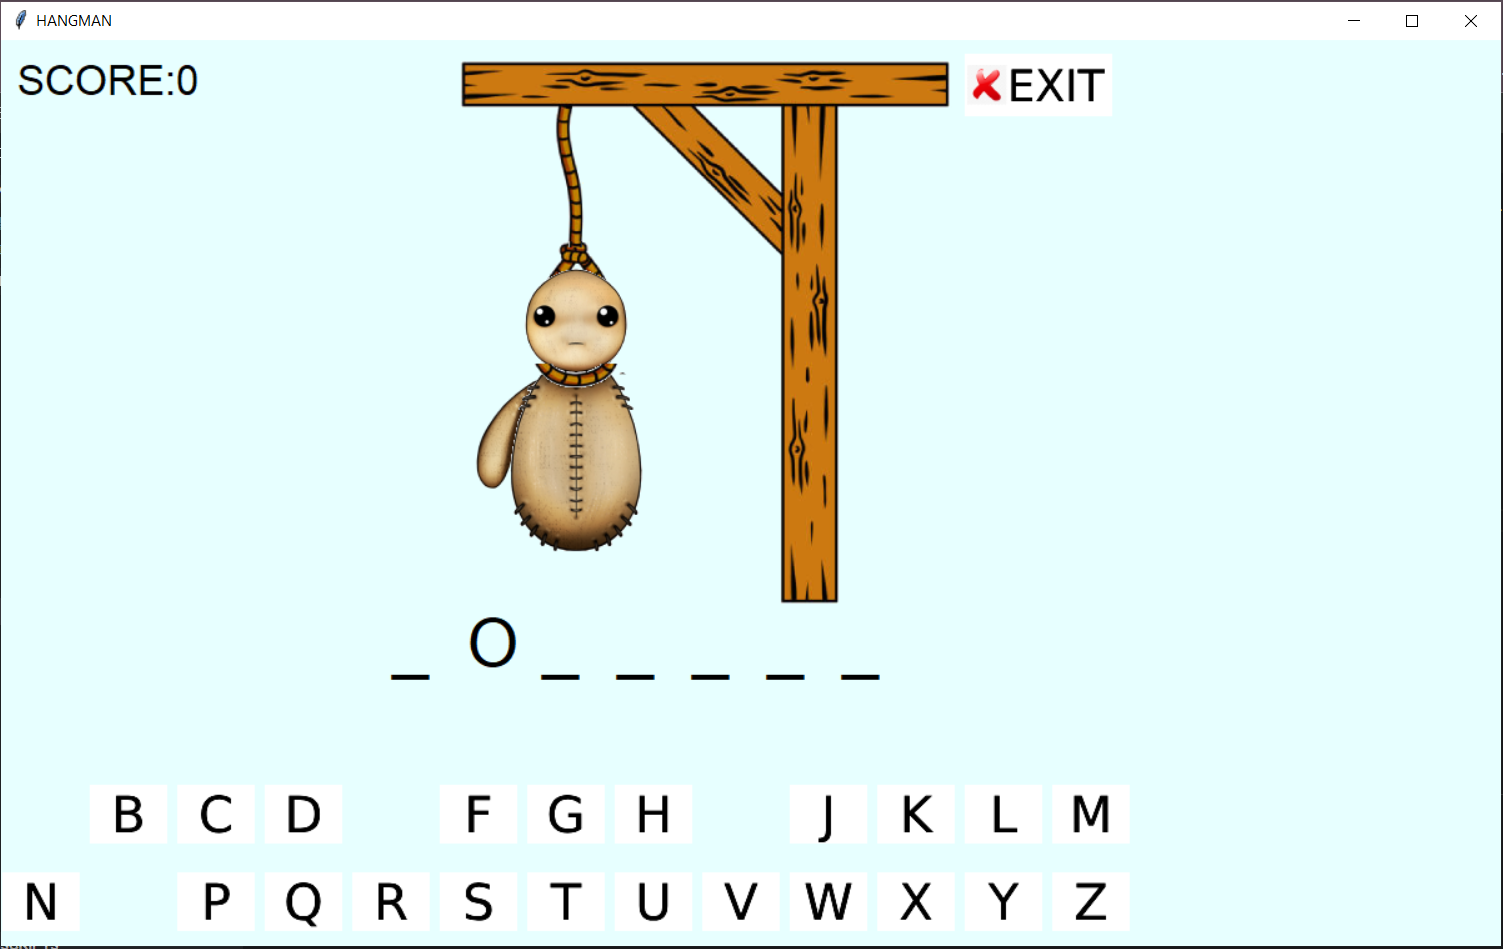 HANGMAN
SCORE:0
EXIT
_ O _ _ _ _ _
B C D F G H J K L M
N P Q R S T U V W X Y Z